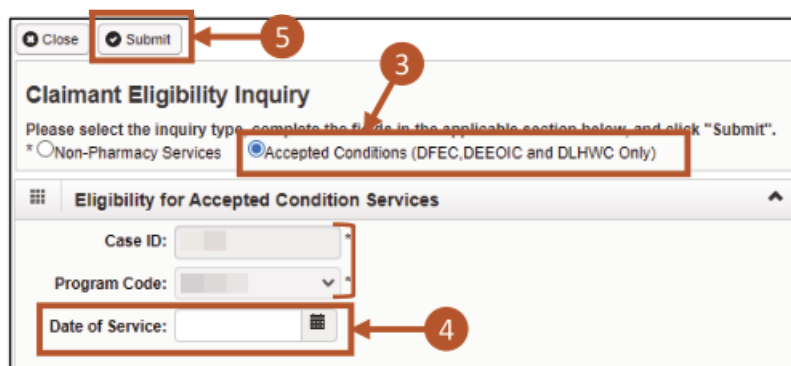 Close Submit 5
3
Claimant Eligibility Inquiry
Please select the inquiry type, complete the fields in the applicable section below, and click "Submit".
* Non-Pharmacy Services Accepted Conditions (DFEC,DEEOIC and DLHWC Only)
Eligibility for Accepted Condition Services
Case ID: *
Program Code: *
Date of Service: 4